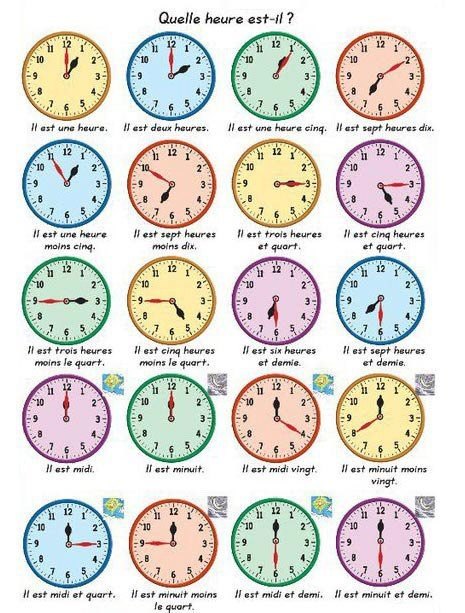 Quelle heure est-il ?
Il est une heure. Il est deux heures. Il est une heure cinq. Il est sept heures dix.
Il est une heure moins cinq. Il est sept heures moins dix. Il est trois heures et quart. Il est cinq heures et quart.
Il est trois heures moins le quart. Il est cinq heures moins le quart. Il est six heures et demie. Il est sept heures et demie.
Il est midi. Il est minuit. Il est midi vingt. Il est minuit moins vingt.
Il est midi et quart. Il est minuit moins le quart. Il est midi et demi. Il est minuit et demi.